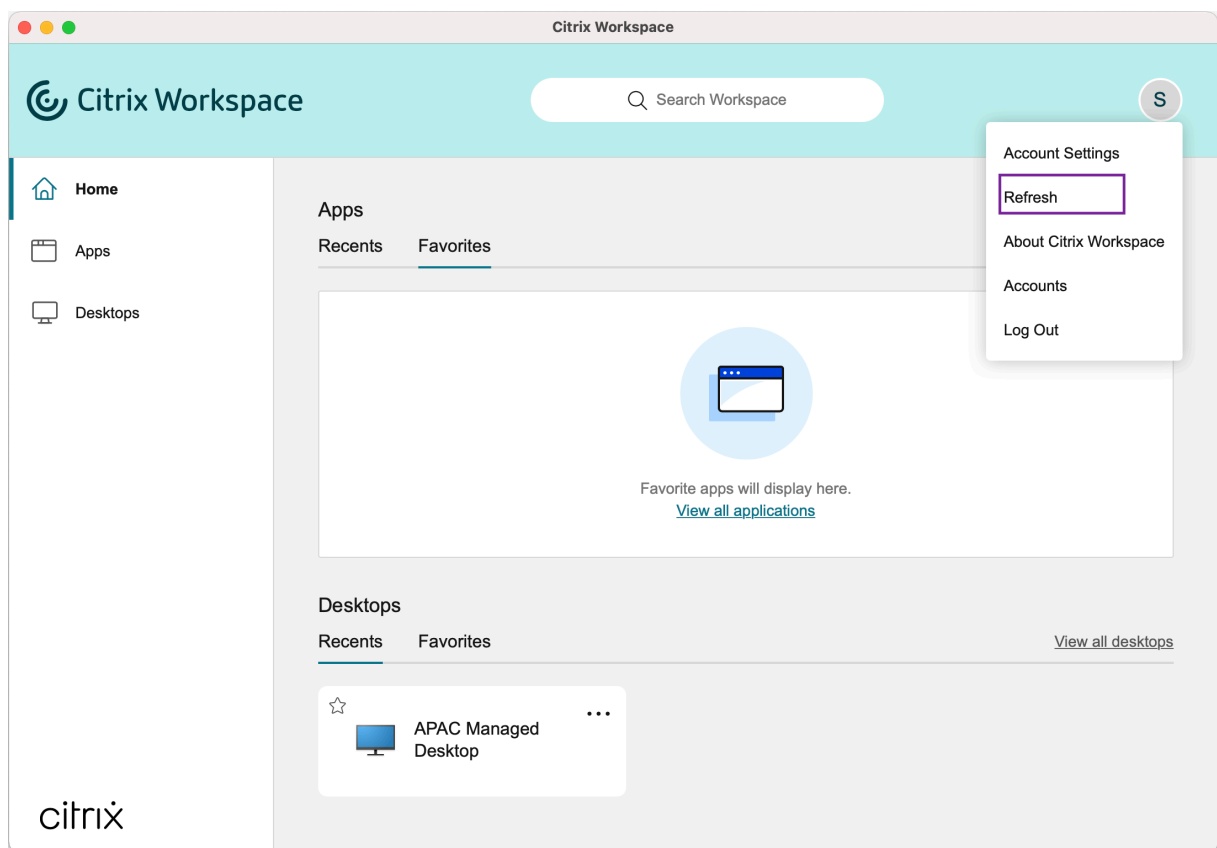 Citrix Workspace
Citrix Workspace
Search Workspace
S
Account Settings
Refresh
About Citrix Workspace
Accounts
Log Out
Home
Apps
Desktops
Apps
Recents Favorites
Favorite apps will display here.
View all applications
Desktops
Recents Favorites View all desktops
APAC Managed
Desktop
citrix